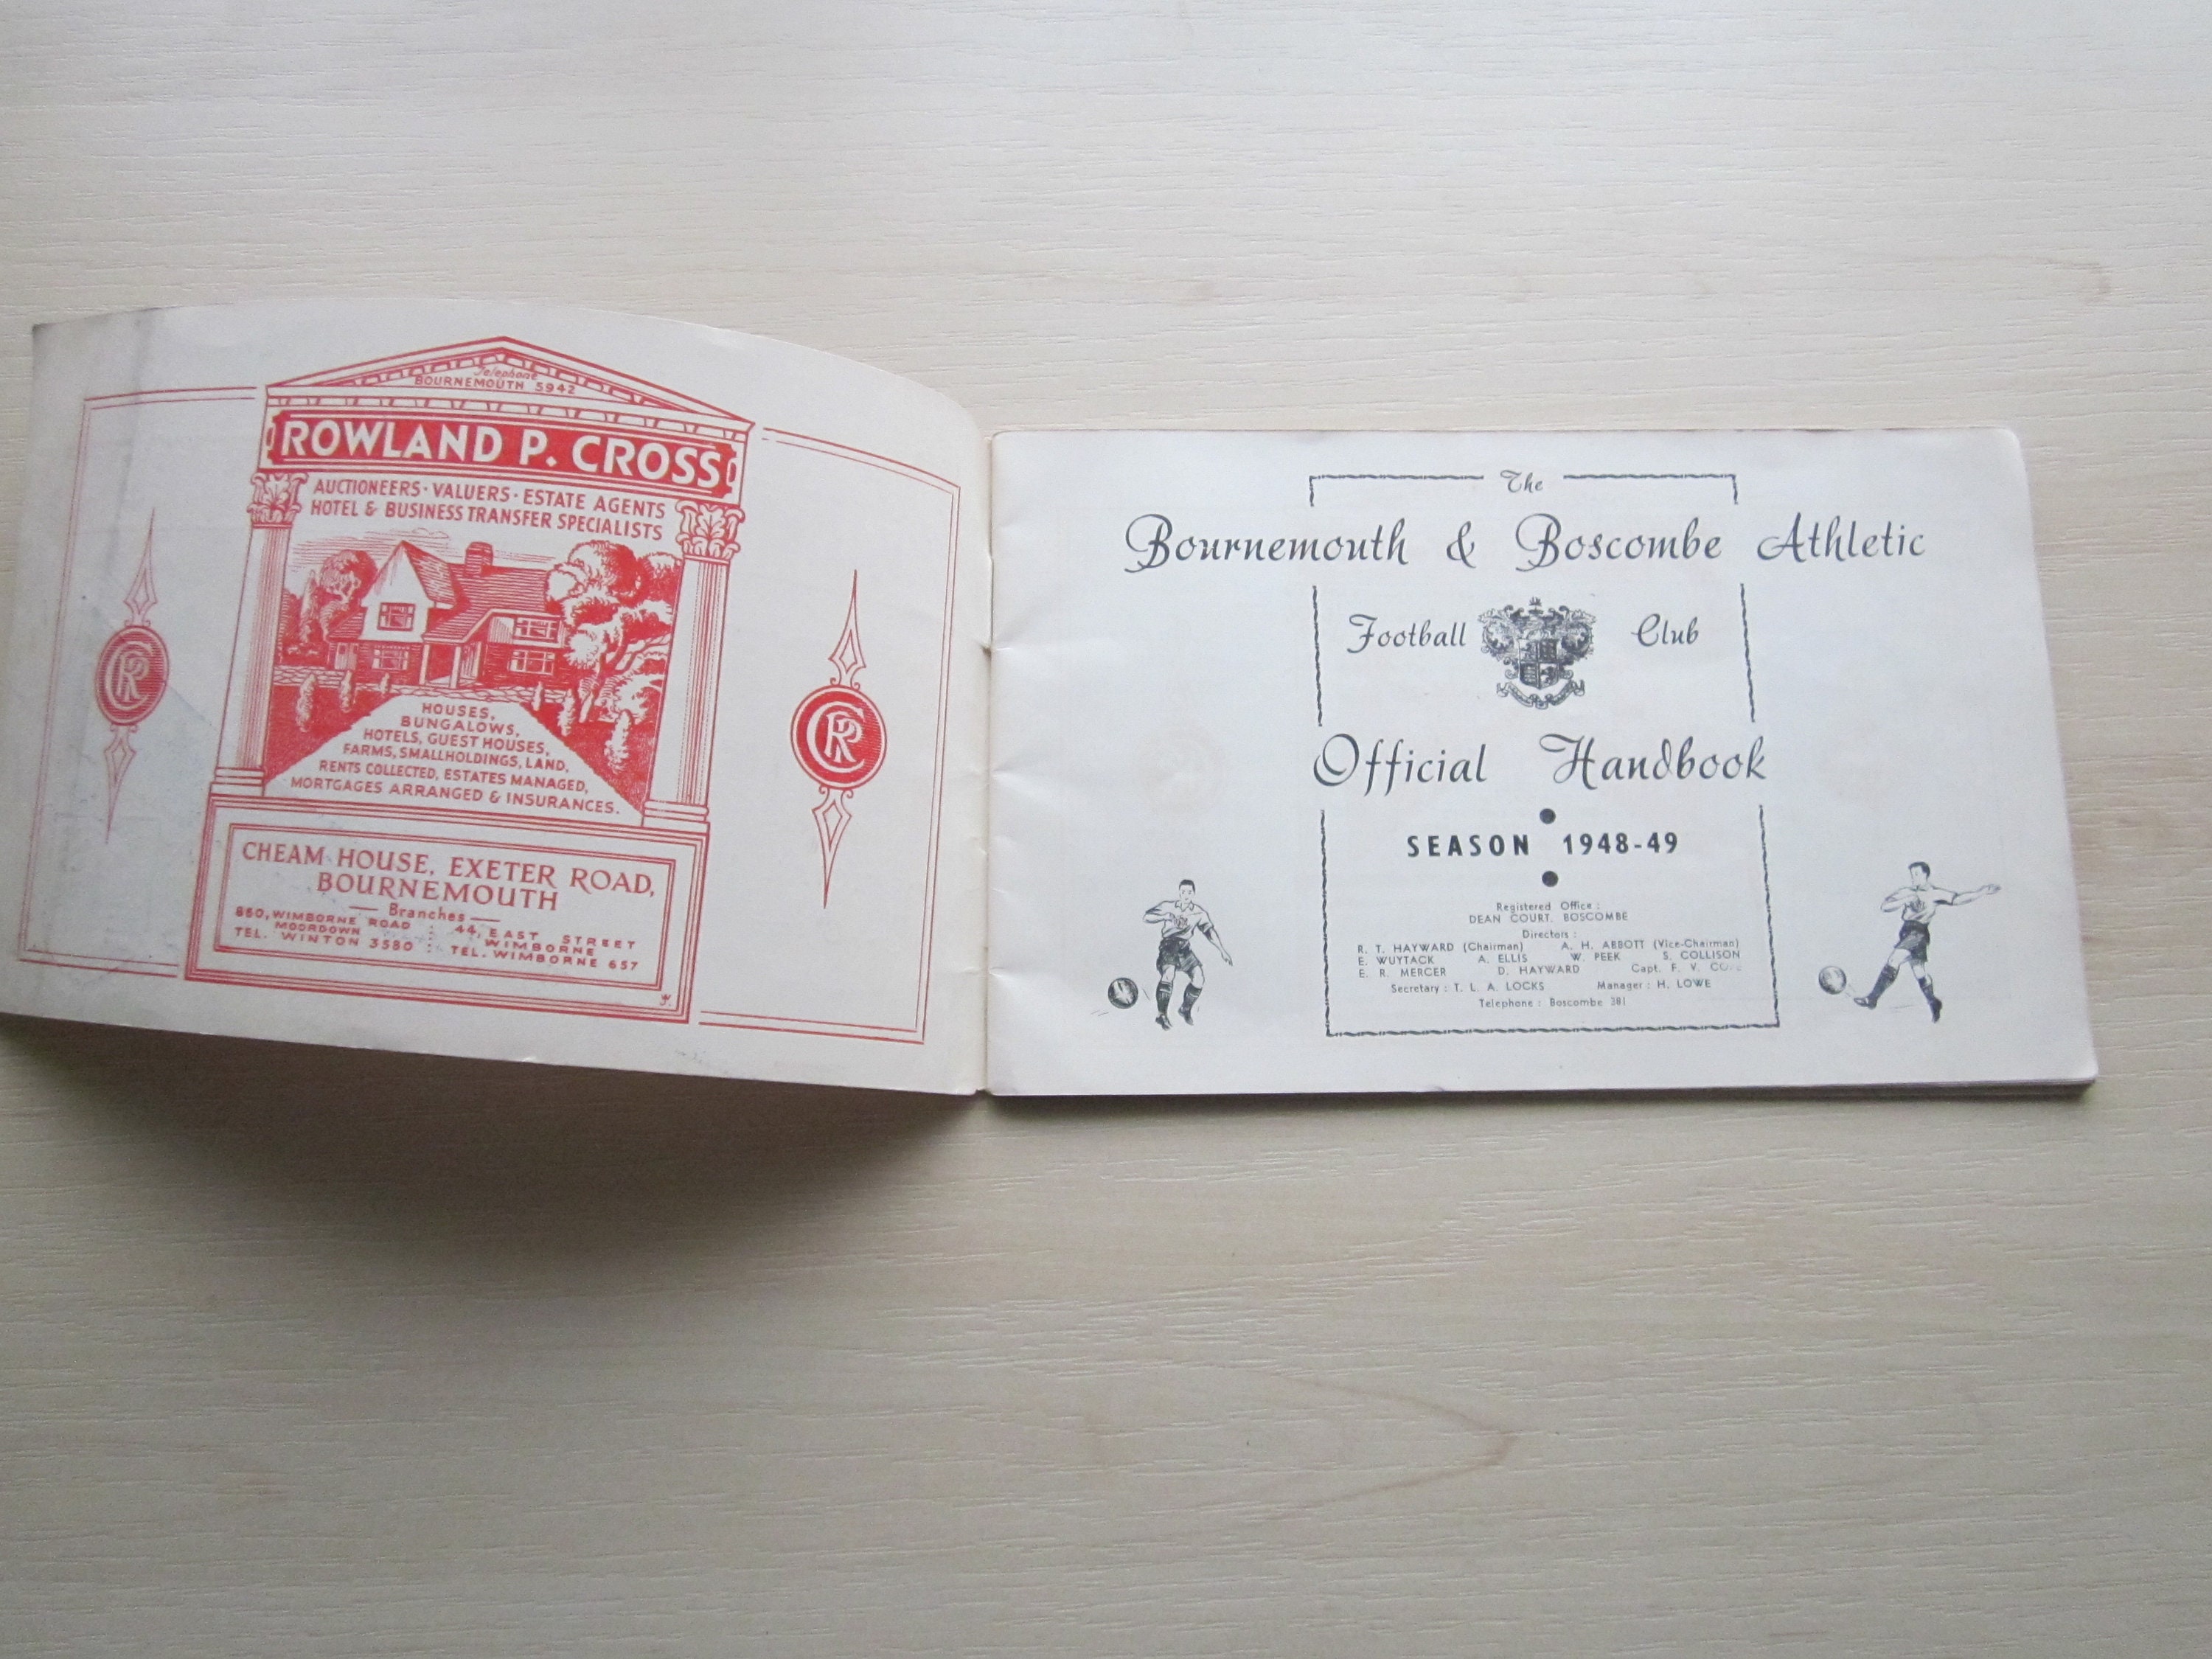 Telephone
BOURNEMOUTH 5942
ROWLAND P. CROSS
AUCTIONEERS · VALUERS · ESTATE AGENTS
HOTEL & BUSINESS TRANSFER SPECIALISTS
HOUSES,
BUNGALOWS,
HOTELS, GUEST HOUSES,
FARMS, SMALLHOLDINGS, LAND,
RENTS COLLECTED, ESTATES MANAGED,
MORTGAGES ARRANGED & INSURANCES.
CHEAM HOUSE, EXETER ROAD,
BOURNEMOUTH
Branches
860, WIMBORNE ROAD
MOORDOWN
TEL. WINTON 3580
44, EAST STREET
WIMBORNE
TEL. WIMBORNE 657
The
Bournemouth & Boscombe Athletic
Football Club
Official Handbook
SEASON 1948-49
Registered Office :
DEAN COURT, BOSCOMBE
Directors :
R. T. HAYWARD (Chairman) A. H. ABBOTT (Vice-Chairman)
E. WUYTACK A. ELLIS W. PEEK S. COLLISON
E. R. MERCER D. HAYWARD Capt. F. V.
Secretary : T. L. A. LOCKS Manager : H. LOWE
Telephone : Boscombe 381